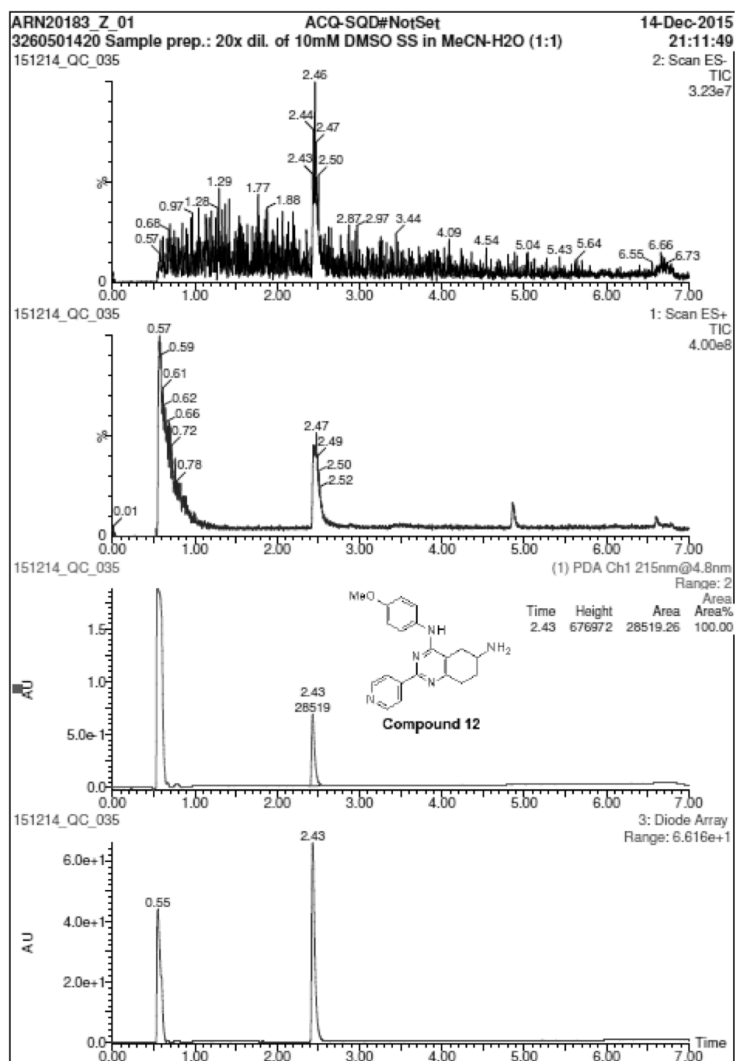 ARN20183_Z_01 ACQ-SQD#NotSet 14-Dec-2015
3260501420 Sample prep.: 20x dil. of 10mM DMSO SS in MeCN-H2O (1:1) 21:11:49
151214_QC_035 2: Scan ES-
TIC
3.23e7
2.46
2.44
2.47
2.43
2.50
1.29
1.77
0.97
1.28
1.88
0.68
0.57
2.87
2.97
3.44
4.09
4.54
5.04
5.43
5.64
6.55
6.66
6.73
%
0
0.00 1.00 2.00 3.00 4.00 5.00 6.00 7.00
151214_QC_035 1: Scan ES+
TIC
4.00e8
0.57
0.59
0.61
0.62
0.66
0.72
0.78
0.01
2.47
2.49
2.50
2.52
%
0
0.00 1.00 2.00 3.00 4.00 5.00 6.00 7.00
151214_QC_035 (1) PDA Ch1 215nm@4.8nm
Range: 2
Area
Time Height Area Area%
2.43 676972 28519.26 100.00
MeO
NH
NH2
N
N
N
Compound 12
2.43
28519
AU
1.5
1.0
5.0e-1
0.0
0.00 1.00 2.00 3.00 4.00 5.00 6.00 7.00
151214_QC_035 3: Diode Array
Range: 6.616e+1
2.43
0.55
AU
6.0e+1
4.0e+1
2.0e+1
0.0
0.00 1.00 2.00 3.00 4.00 5.00 6.00 7.00
Time